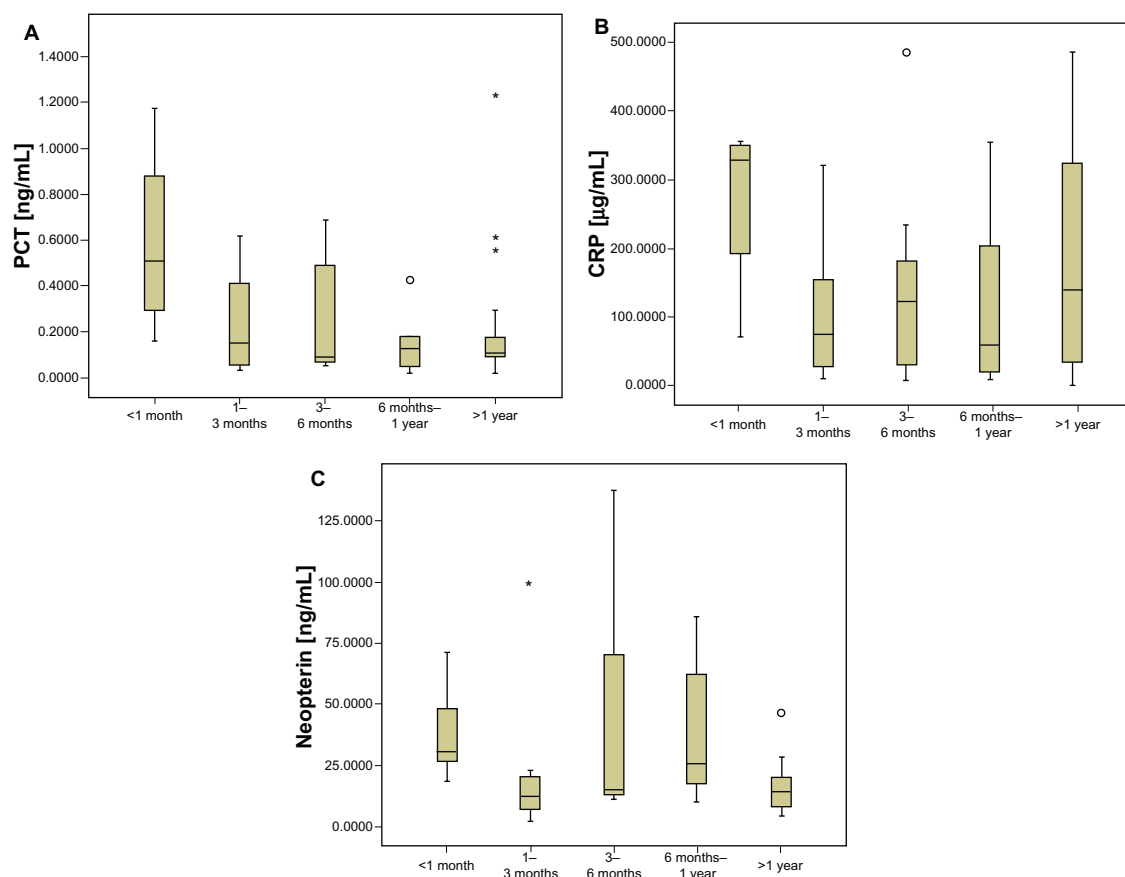 A
PCT [ng/mL]
1.4000
1.2000
1.0000
0.8000
0.6000
0.4000
0.2000
0.0000
<1 month
1–
3 months
3–
6 months
6 months–
1 year
>1 year
B
CRP [µg/mL]
500.0000
400.0000
300.0000
200.0000
100.0000
0.0000
<1 month
1–
3 months
3–
6 months
6 months–
1 year
>1 year
C
Neopterin [ng/mL]
125.0000
100.0000
75.0000
50.0000
25.0000
0.0000
<1 month
1–
3 months
3–
6 months
6 months–
1 year
>1 year